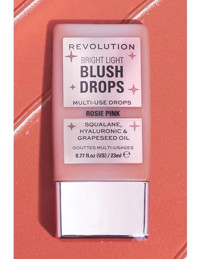 REVOLUTION
BRIGHT LIGHT
BLUSH
DROPS
MULTI-USE DROPS
ROSIE PINK
SQUALANE,
HYALURONIC &
GRAPESEED OIL
GOUTTES MULTI-USAGES
0.77 fl.oz (US) / 23ml e